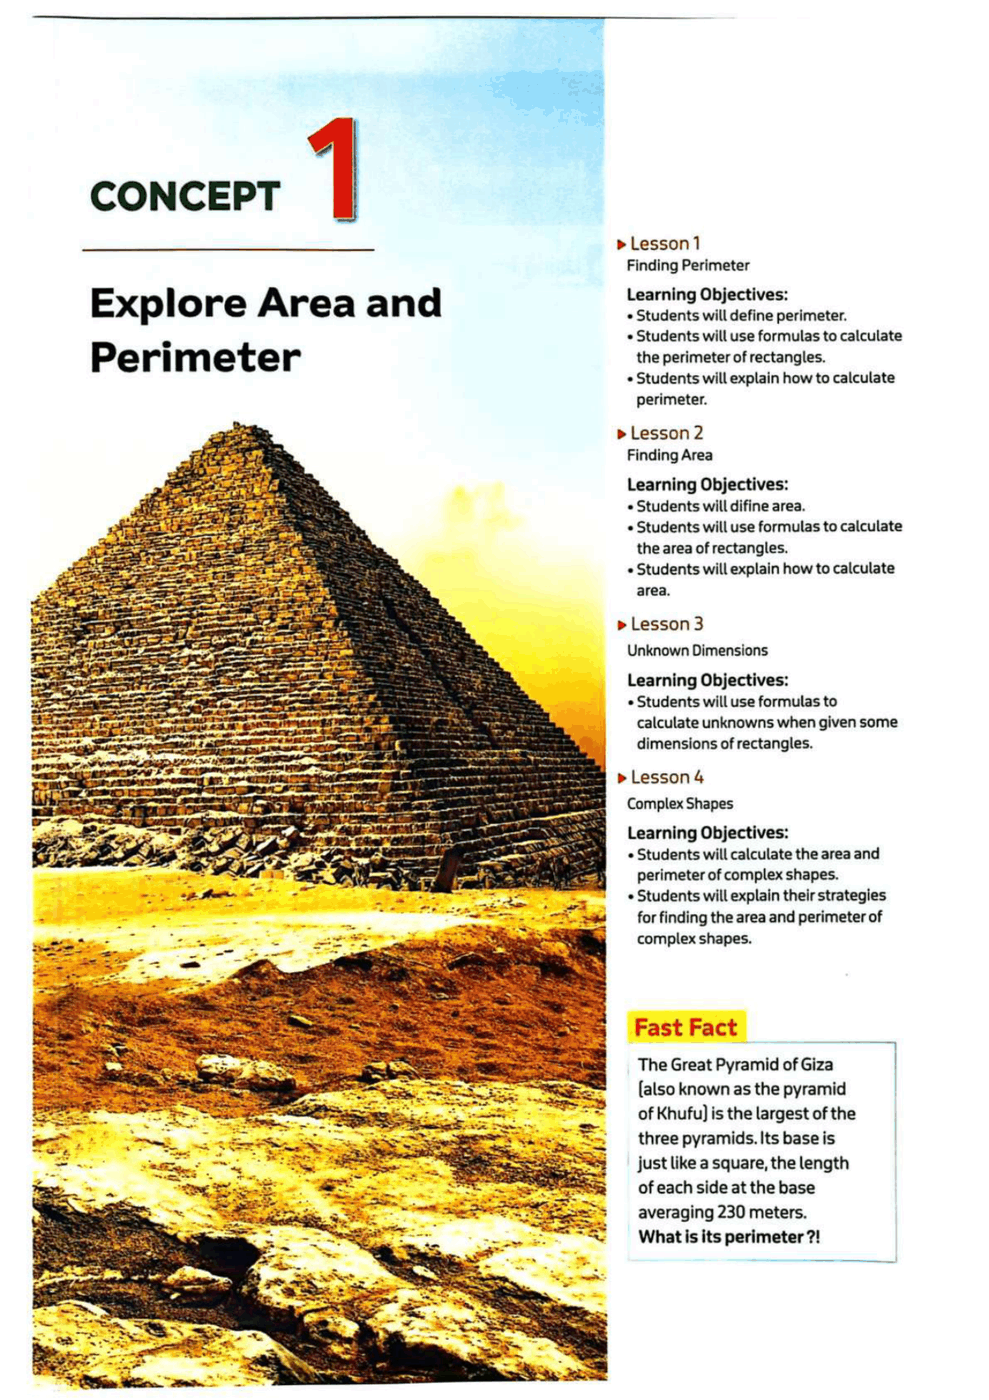 CONCEPT 1
Explore Area and
Perimeter
Lesson 1
Finding Perimeter
Learning Objectives:
• Students will define perimeter.
• Students will use formulas to calculate
the perimeter of rectangles.
• Students will explain how to calculate
perimeter.
Lesson 2
Finding Area
Learning Objectives:
• Students will difine area.
• Students will use formulas to calculate
the area of rectangles.
• Students will explain how to calculate
area.
Lesson 3
Unknown Dimensions
Learning Objectives:
• Students will use formulas to
calculate unknowns when given some
dimensions of rectangles.
Lesson 4
Complex Shapes
Learning Objectives:
• Students will calculate the area and
perimeter of complex shapes.
• Students will explain their strategies
for finding the area and perimeter of
complex shapes.
Fast Fact
The Great Pyramid of Giza
(also known as the pyramid
of Khufu) is the largest of the
three pyramids. Its base is
just like a square, the length
of each side at the base
averaging 230 meters.
What is its perimeter ?!